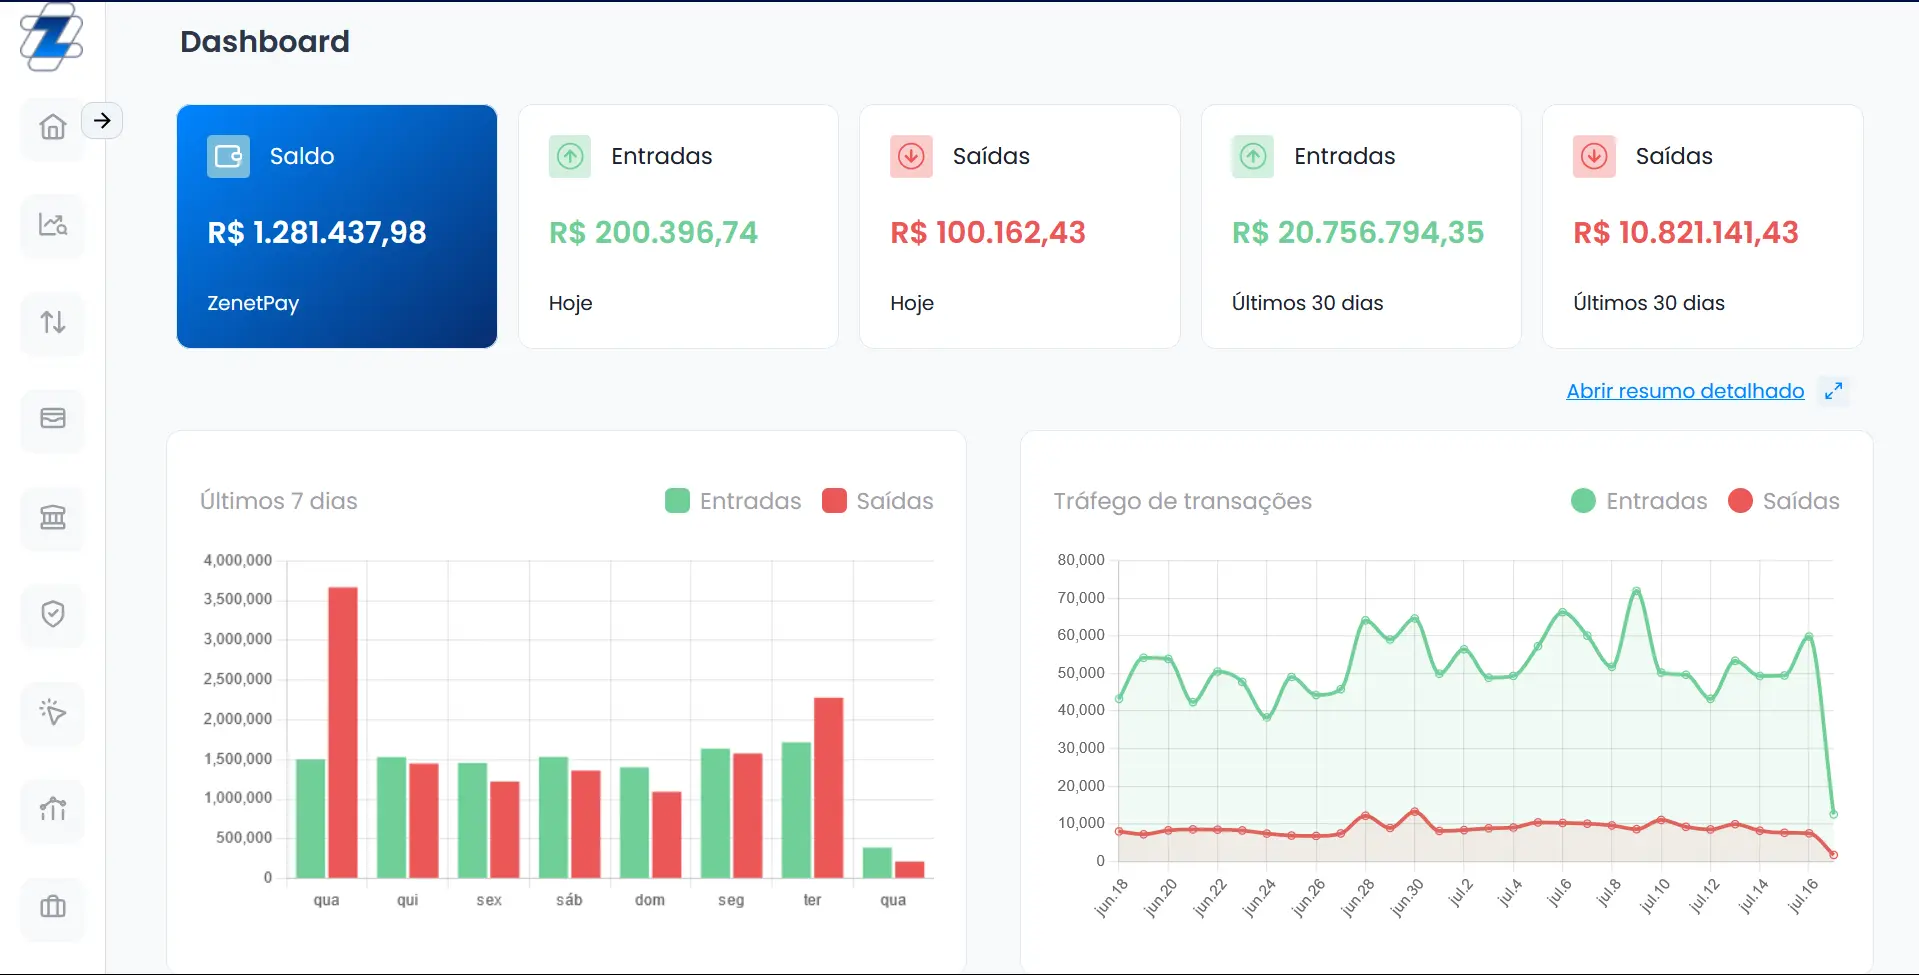 Dashboard
Saldo
R$ 1.281.437,98
ZenetPay
Entradas
R$ 200.396,74
Hoje
Saídas
R$ 100.162,43
Hoje
Entradas
R$ 20.756.794,35
Últimos 30 dias
Saídas
R$ 10.821.141,43
Últimos 30 dias
Abrir resumo detalhado
Últimos 7 dias
Entradas
Saídas
4,000,000
3,500,000
3,000,000
2,500,000
2,000,000
1,500,000
1,000,000
500,000
0
qua qui sex sáb dom seg ter qua
Tráfego de transações
Entradas
Saídas
80,000
70,000
60,000
50,000
40,000
30,000
20,000
10,000
0
jun.18 jun.20 jun.22 jun.24 jun.26 jun.28 jun.30 jul.2 jul.4 jul.6 jul.8 jul.10 jul.12 jul.14 jul.16